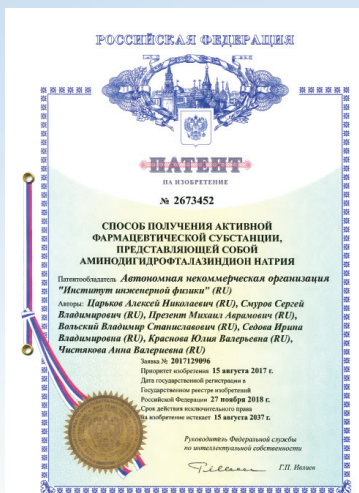 РОССИЙСКАЯ ФЕДЕРАЦИЯ
ПАТЕНТ
НА ИЗОБРЕТЕНИЕ
№ 2673452
СПОСОБ ПОЛУЧЕНИЯ АКТИВНОЙ
ФАРМАЦЕВТИЧЕСКОЙ СУБСТАНЦИИ,
ПРЕДСТАВЛЯЮЩЕЙ СОБОЙ
АМИНОДИГИДРОФТАЛАЗИНДИОН НАТРИЯ
Патентообладатель: Автономная некоммерческая организация
"Институт инженерной физики" (RU)
Авторы: Царьков Алексей Николаевич (RU), Смуров Сергей
Владимирович (RU), Презент Михаил Аврамович (RU),
Вольский Владимир Станиславович (RU), Седова Ирина
Владимировна (RU), Краснова Юлия Валерьевна (RU),
Чистякова Анна Валериевна (RU)
Заявка № 2017129096
Приоритет изобретения 15 августа 2017 г.
Дата государственной регистрации в
Государственном реестре изобретений
Российской Федерации 27 ноября 2018 г.
Срок действия исключительного права
на изобретение истекает 15 августа 2037 г.
Руководитель Федеральной службы
по интеллектуальной собственности
Г.П. Ивлиев